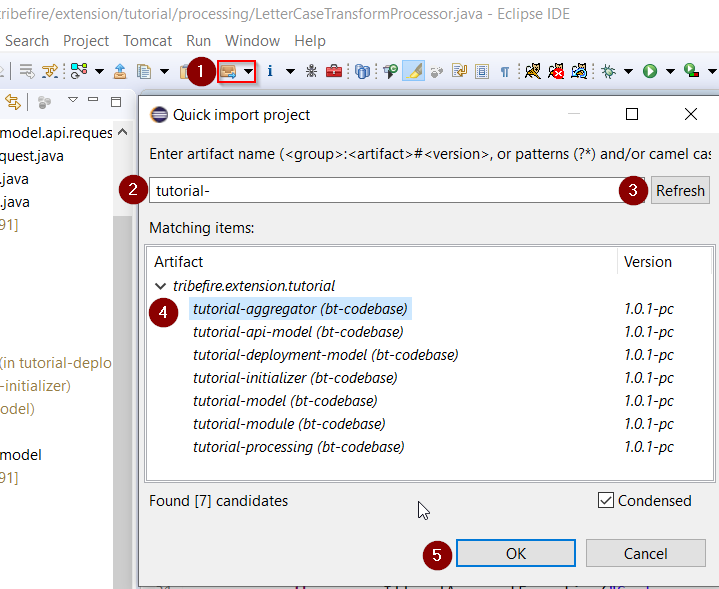 tribefire/extension/tutorial/processing/LetterCaseTransformProcessor.java - Eclipse IDE
Search Project Tomcat Run Window Help
1
Quick import project
model.api.reques
quest.java
.java
.java
91]
Enter artifact name (<group>:<artifact>#<version>, or patterns (?*) and/or camel cas
2 tutorial- 3 Refresh
Matching items:
Artifact Version
tribefire.extension.tutorial
4 tutorial-aggregator (bt-codebase) 1.0.1-pc
tutorial-api-model (bt-codebase) 1.0.1-pc
(in tutorial-deplo
tutorial-deployment-model (bt-codebase) 1.0.1-pc
-initializer)
tutorial-initializer (bt-codebase) 1.0.1-pc
odel)
tutorial-model (bt-codebase) 1.0.1-pc
tutorial-module (bt-codebase) 1.0.1-pc
model
tutorial-processing (bt-codebase) 1.0.1-pc
91]
Found [7] candidates Condensed
5 OK Cancel